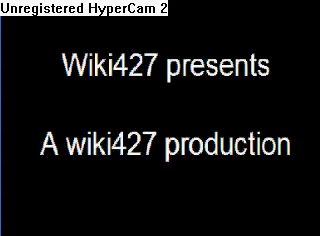 Unregistered HyperCam 2
Wiki427 presents
A wiki427 production